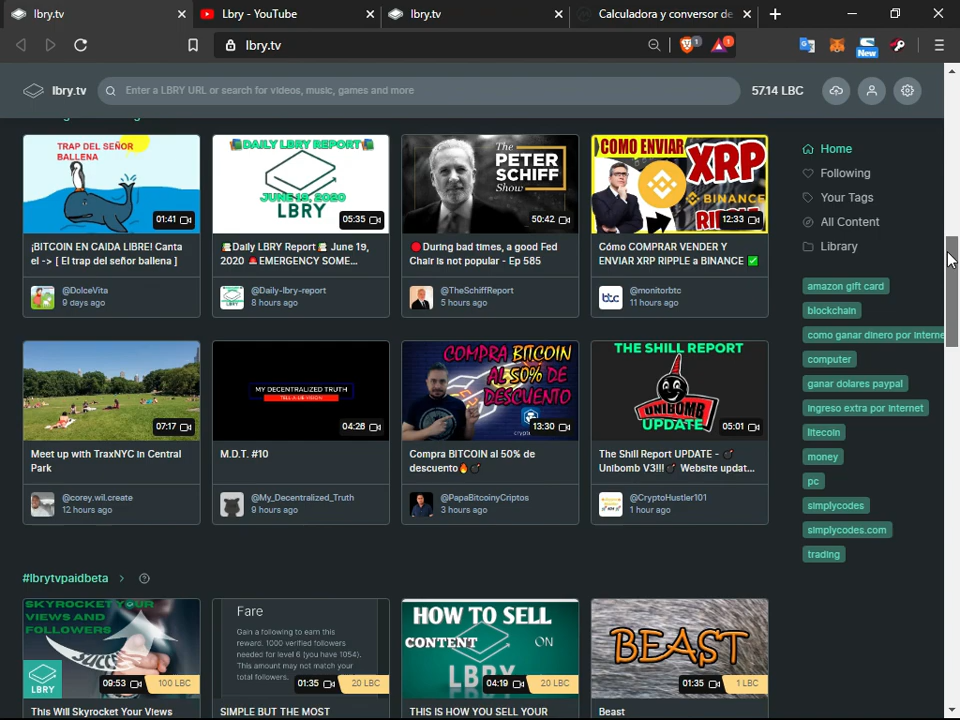 lbry.tv
Lbry - YouTube
lbry.tv
Calculadora y conversor de
lbry.tv
1
1
New
lbry.tv
Enter a LBRY URL or search for videos, music, games and more
57.14 LBC
TRAP DEL SEÑOR
BALLENA
01:41
¡BITCOIN EN CAIDA LIBRE! Canta
el -> [ El trap del señor ballena ]
@DolceVita
9 days ago
DAILY LBRY REPORT
JUNE 19, 2020
LBRY
05:35
Daily LBRY Report June 19,
2020 EMERGENCY SOME...
@Daily-lbry-report
8 hours ago
The
PETER
SCHIFF
Show
50:42
During bad times, a good Fed
Chair is not popular - Ep 585
@TheSchiffReport
5 hours ago
COMO ENVIAR
XRP
BINANCE
12:33
Cómo COMPRAR VENDER Y
ENVIAR XRP RIPPLE a BINANCE
btc
@monitorbtc
11 hours ago
Home
Following
Your Tags
All Content
Library
amazon gift card
blockchain
como ganar dinero por interne
computer
ganar dolares paypal
ingreso extra por internet
litecoin
money
pc
simplycodes
simplycodes.com
trading
07:17
Meet up with TraxNYC in Central
Park
@corey.wil.create
12 hours ago
MY DECENTRALIZED TRUTH
04:26
M.D.T. #10
@My_Decentralized_Truth
9 hours ago
COMPRA BITCOIN
AL 50% DE
DESCUENTO
13:30
Compra BITCOIN al 50% de
descuento
@PapaBitcoinyCriptos
3 hours ago
THE SHILL REPORT
UNIBOMB
UPDATE
05:01
The Shill Report UPDATE -
Unibomb V3!!! Website updat...
@CryptoHustler101
1 hour ago
#lbrytvpaidbeta
SKYROCKET YOUR
VIEWS AND
FOLLOWERS
LBRY
09:53
100 LBC
This Will Skyrocket Your Views
Fare
Gain a following to earn this
reward. 1000 verified followers
needed for level 6 (you have 1054).
This amount may not match your
total followers.
01:35
20 LBC
SIMPLE BUT THE MOST
HOW TO SELL
CONTENT ON
LBRY
04:19
20 LBC
THIS IS HOW YOU SELL YOUR
BEAST
01:35
1 LBC
Beast